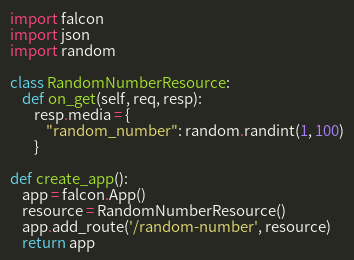 import falcon
import json
import random

class RandomNumberResource:
    def on_get(self, req, resp):
        resp.media = {
            "random_number": random.randint(1, 100)
        }

def create_app():
    app = falcon.App()
    resource = RandomNumberResource()
    app.add_route('/random-number', resource)
    return app